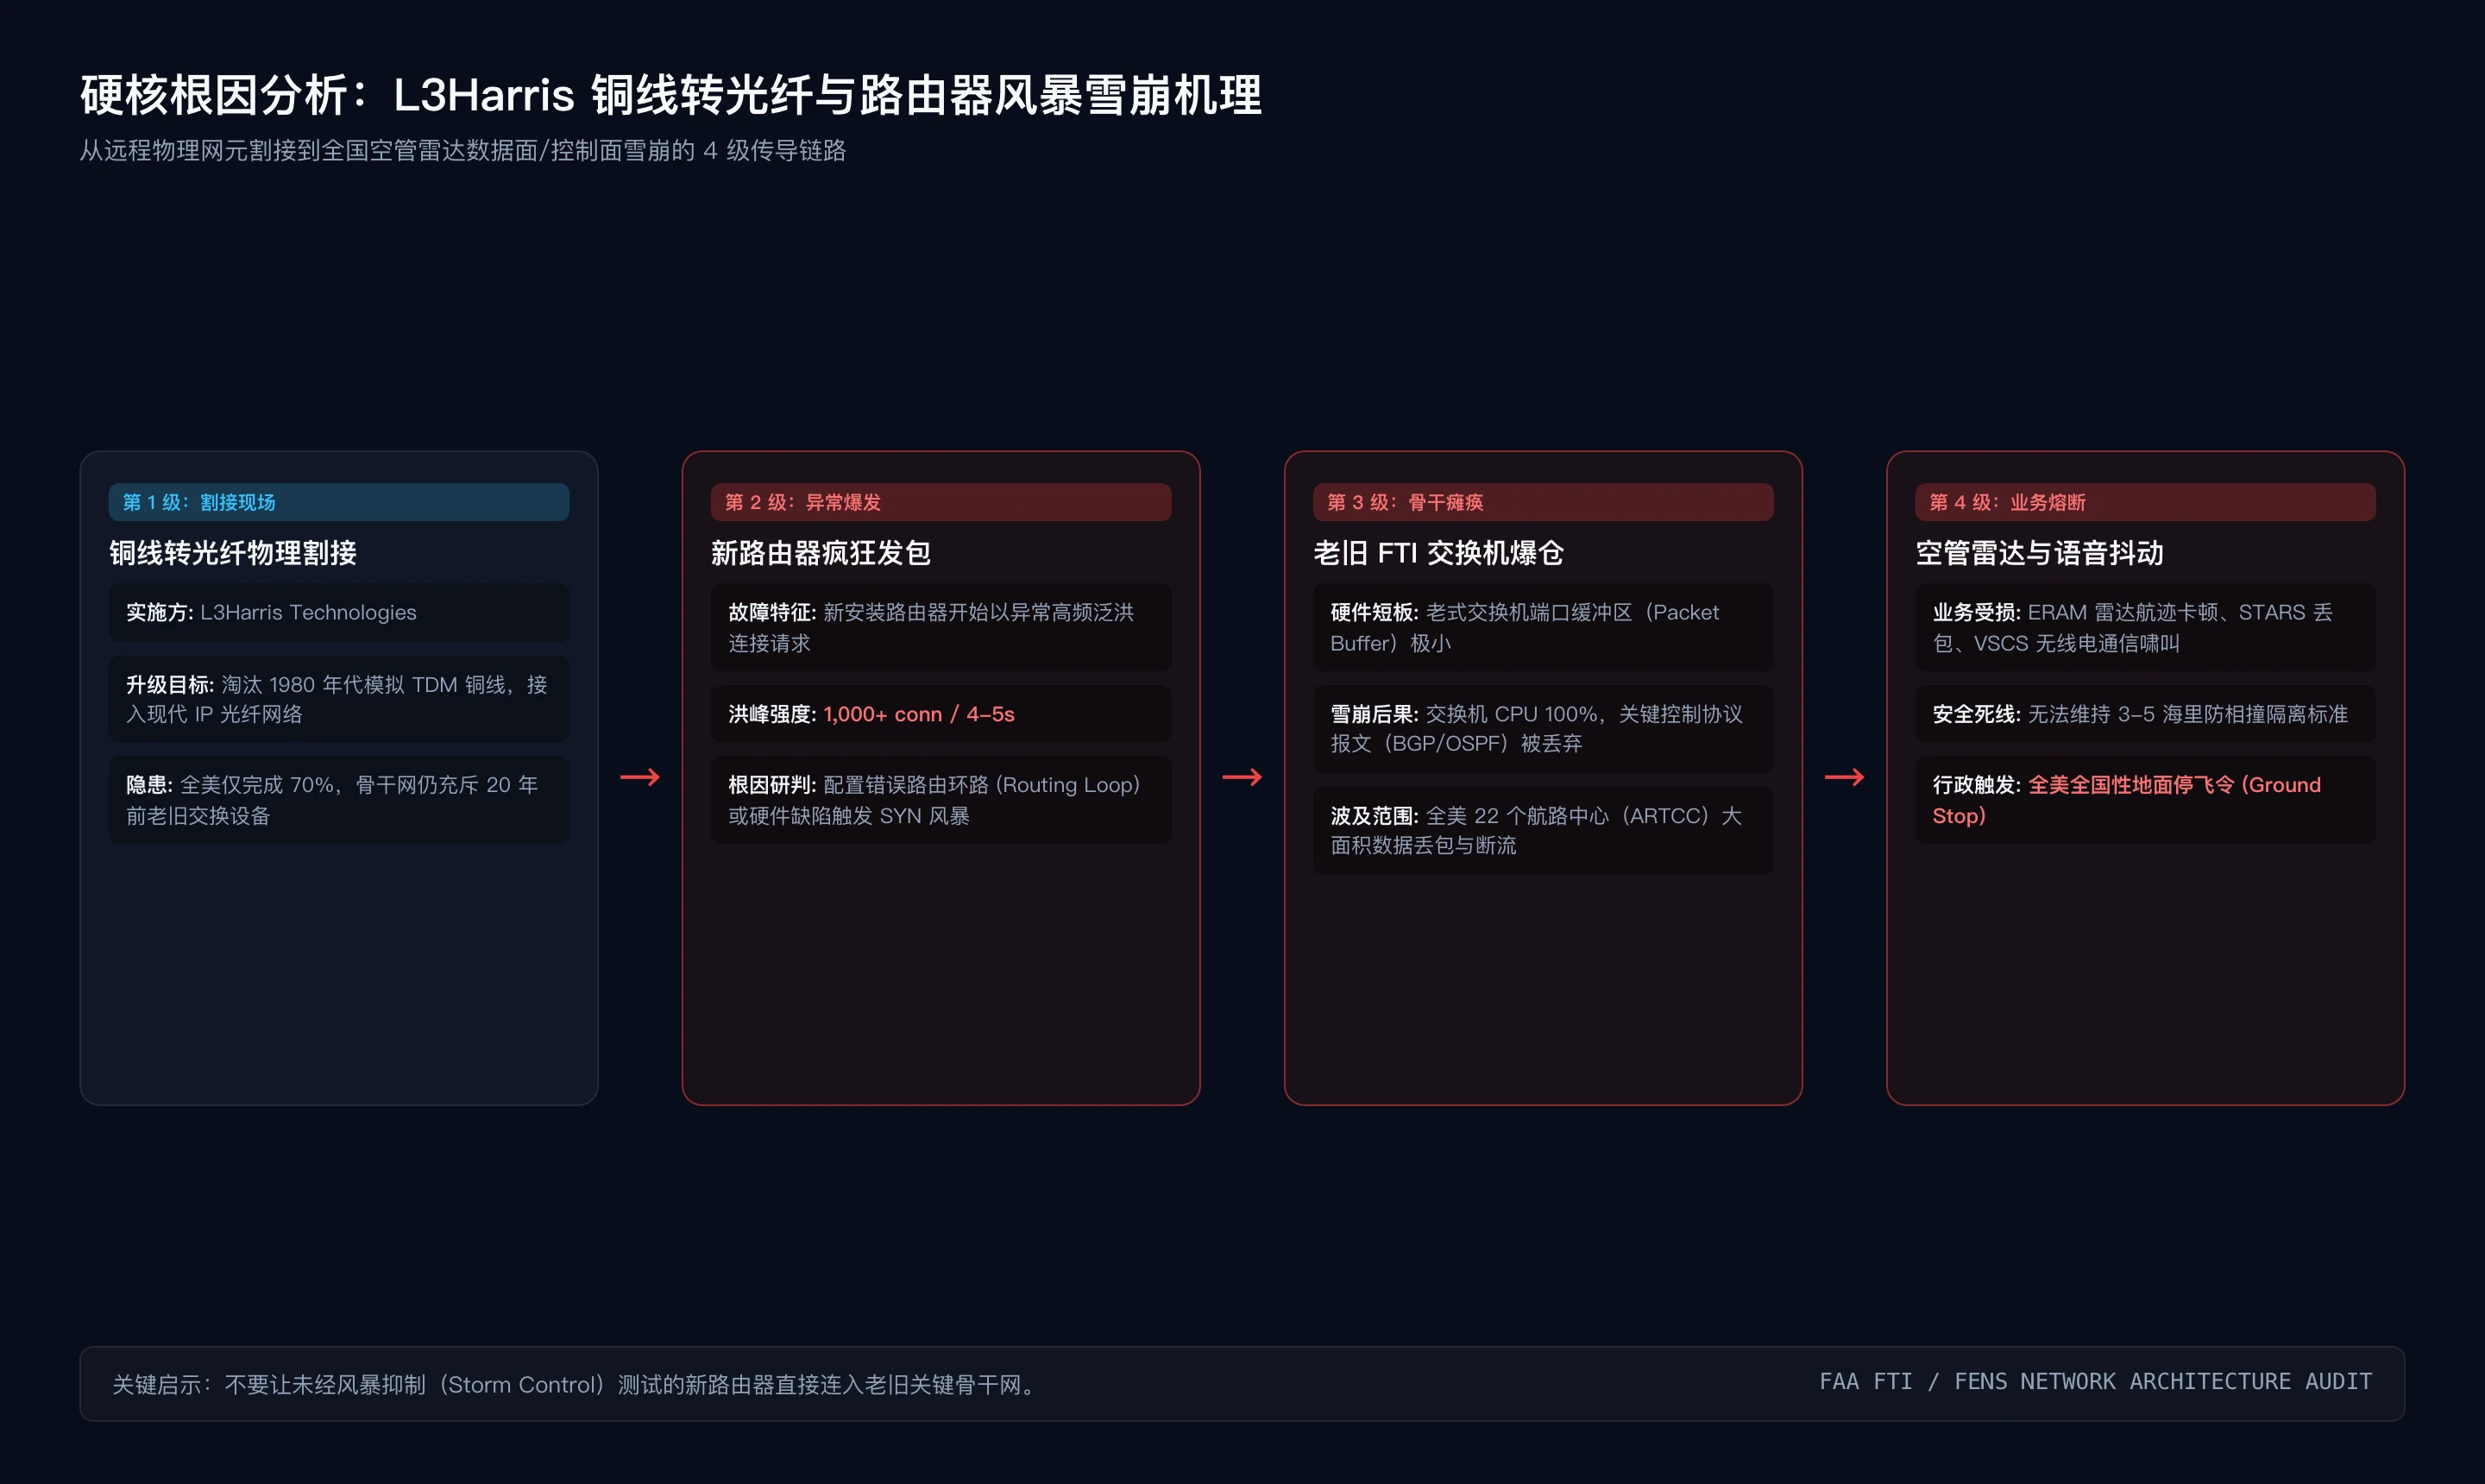 硬核根因分析：L3Harris 铜线转光纤与路由器风暴雪崩机理
从远程物理网元割接到全国空管雷达数据面/控制面雪崩的 4 级传导链路
第 1 级：割接现场
铜线转光纤物理割接
实施方: L3Harris Technologies
升级目标: 淘汰 1980 年代模拟 TDM 铜线，接
入现代 IP 光纤网络
隐患: 全美仅完成 70%，骨干网仍充斥 20 年
前老旧交换设备
→
第 2 级：异常爆发
新路由器疯狂发包
故障特征: 新安装路由器开始以异常高频泛洪
连接请求
洪峰强度: 1,000+ conn / 4–5s
根因研判: 配置错误路由环路 (Routing Loop)
或硬件缺陷触发 SYN 风暴
→
第 3 级：骨干瘫痪
老旧 FTI 交换机爆仓
硬件短板: 老式交换机端口缓冲区（Packet
Buffer）极小
雪崩后果: 交换机 CPU 100%，关键控制协议
报文（BGP/OSPF）被丢弃
波及范围: 全美 22 个航路中心（ARTCC）大
面积数据丢包与断流
→
第 4 级：业务熔断
空管雷达与语音抖动
业务受损: ERAM 雷达航迹卡顿、STARS 丢
包、VSCS 无线电通信啸叫
安全死线: 无法维持 3–5 海里防相撞隔离标准
行政触发: 全美全国性地面停飞令 (Ground
Stop)
关键启示：不要让未经风暴抑制（Storm Control）测试的新路由器直接连入老旧关键骨干网。
FAA FTI / FENS NETWORK ARCHITECTURE AUDIT